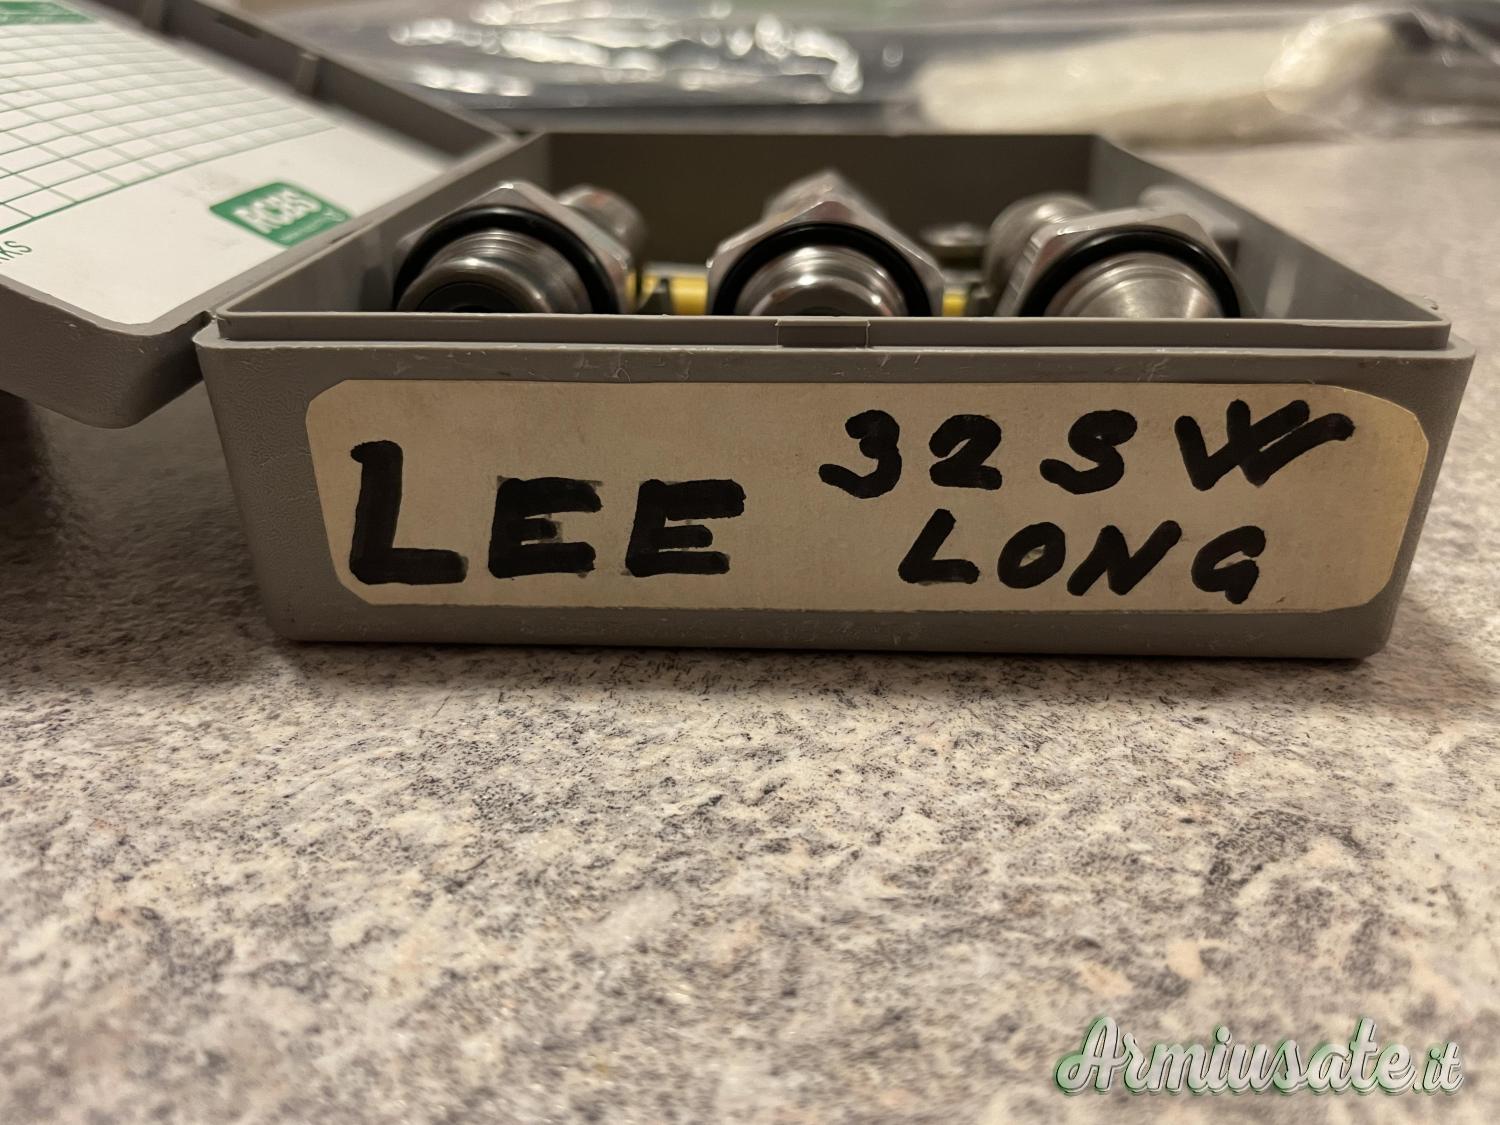 RCBS
LEE
32 SW
LONG
Armiusate.it